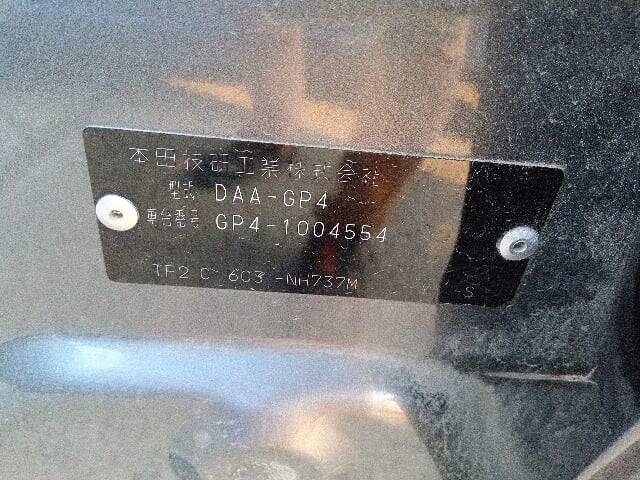 本田技研工業株式会社
型式 DAA-GP4
車台番号 GP4-1004554
TF2 C 603 -NH737M
S